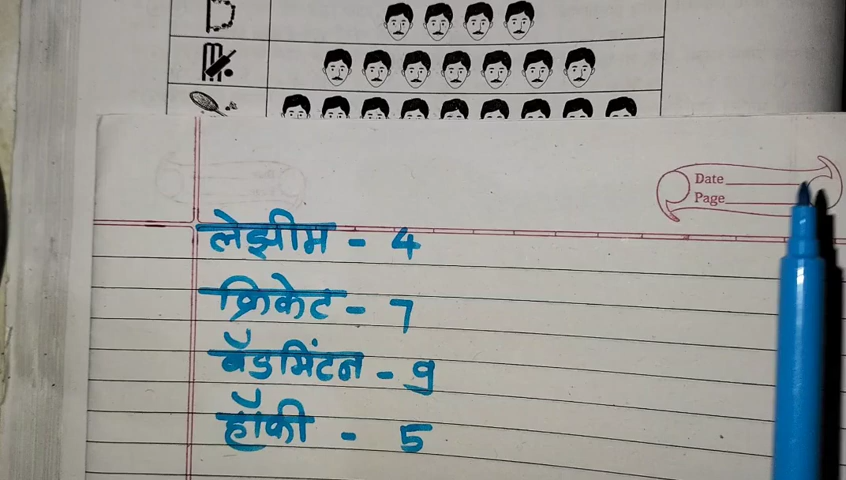 Date
Page
लेझीम - 4
क्रिकेट - 7
बॅडमिंटन - 9
हॉकी - 5